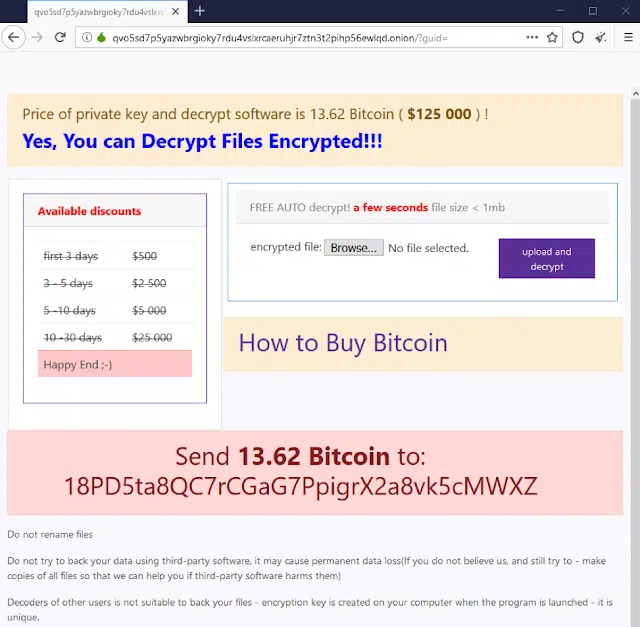 qvo5sd7p5yazwbrgioky7rdu4vslxr
qvo5sd7p5yazwbrgioky7rdu4vslxrcaeruhjr7ztn3t2pihp56ewlqd.onion/?guid=
Price of private key and decrypt software is 13.62 Bitcoin ( $125 000 ) !
Yes, You can Decrypt Files Encrypted!!!
Available discounts
first 3 days $500
3 - 5 days $2 500
5 -10 days $5 000
10 -30 days $25 000
Happy End ;-)
FREE AUTO decrypt! a few seconds file size < 1mb
encrypted file: Browse... No file selected.
upload and
decrypt
How to Buy Bitcoin
Send 13.62 Bitcoin to:
18PD5ta8QC7rCGaG7PpigrX2a8vk5cMWXZ
Do not rename files
Do not try to back your data using third-party software, it may cause permanent data loss(If you do not believe us, and still try to - make
copies of all files so that we can help you if third-party software harms them)
Decoders of other users is not suitable to back your files - encryption key is created on your computer when the program is launched - it is
unique.